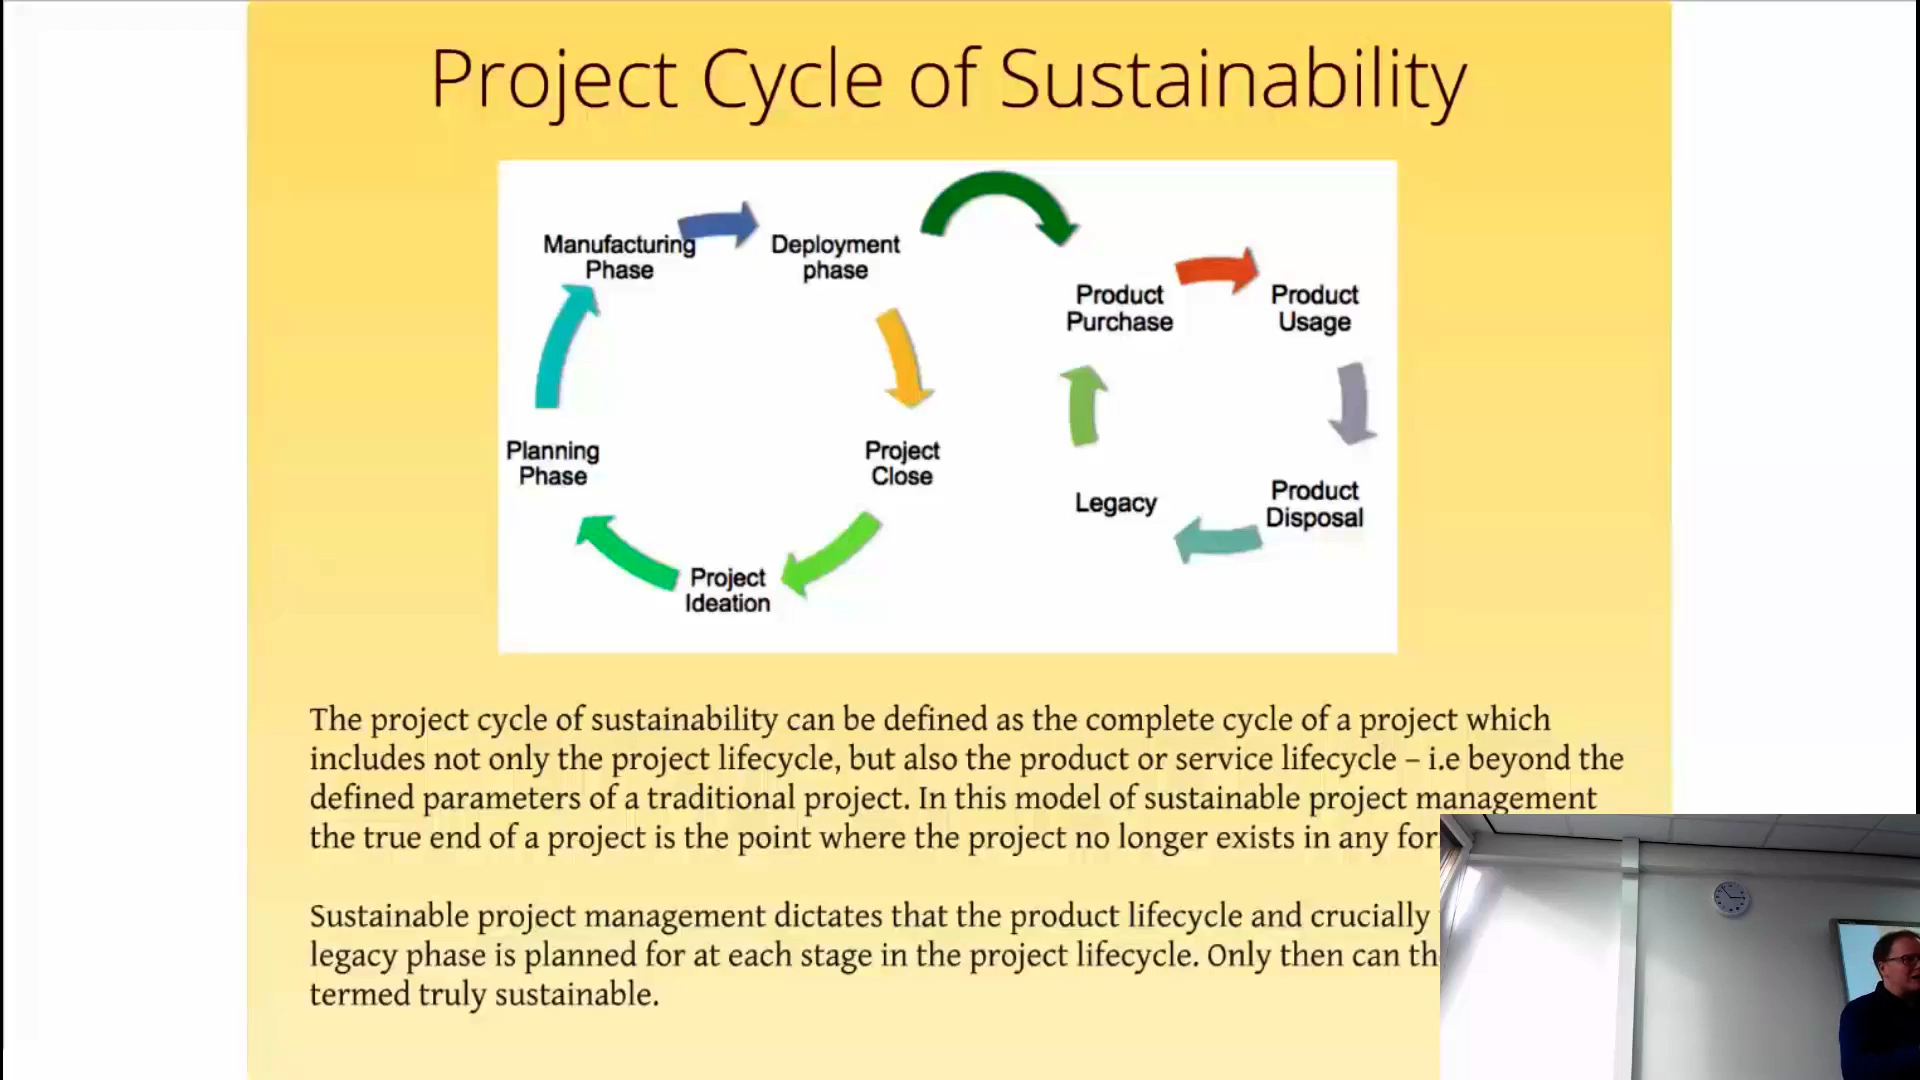 Project Cycle of Sustainability
Manufacturing
Phase
Deployment
phase
Product
Purchase
Product
Usage
Planning
Phase
Project
Close
Legacy
Product
Disposal
Project
Ideation
The project cycle of sustainability can be defined as the complete cycle of a project which
includes not only the project lifecycle, but also the product or service lifecycle – i.e beyond the
defined parameters of a traditional project. In this model of sustainable project management
the true end of a project is the point where the project no longer exists in any
Sustainable project management dictates that the product lifecycle and crucially
legacy phase is planned for at each stage in the project lifecycle. Only then can
termed truly sustainable.